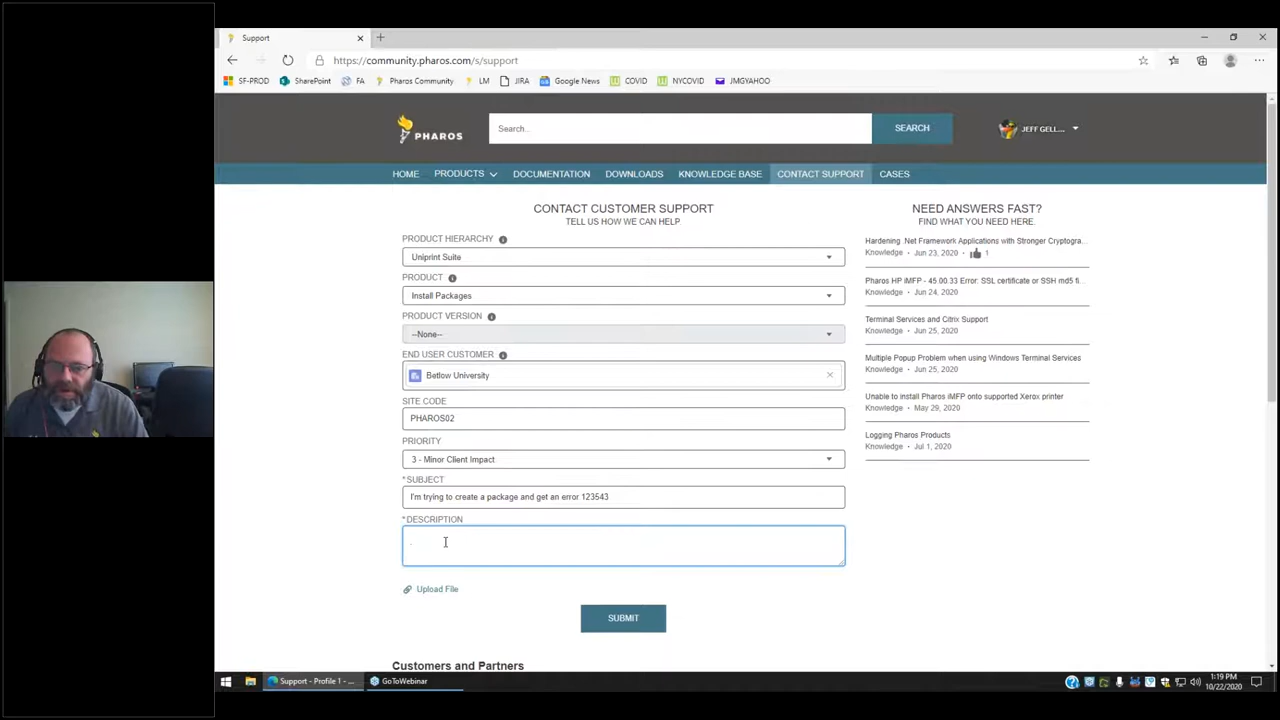 Support
https://community.pharos.com/s/support
SF-PROD SharePoint FA Pharos Community LM JIRA Google News COVID NYCOVID JMGYAHOO
PHAROS Search... SEARCH JEFF GELL...
HOME PRODUCTS DOCUMENTATION DOWNLOADS KNOWLEDGE BASE CONTACT SUPPORT CASES
CONTACT CUSTOMER SUPPORT
TELL US HOW WE CAN HELP.
PRODUCT HIERARCHY
Uniprint Suite
PRODUCT
Install Packages
PRODUCT VERSION
--None--
END USER CUSTOMER
Betlow University
SITE CODE
PHAROS02
PRIORITY
3 - Minor Client Impact
*SUBJECT
I'm trying to create a package and get an error 123543
*DESCRIPTION
Upload File
SUBMIT
Customers and Partners
NEED ANSWERS FAST?
FIND WHAT YOU NEED HERE.
Hardening .Net Framework Applications with Stronger Cryptogra...
Knowledge • Jun 23, 2020 • 1
Pharos HP iMFP - 45.00.33 Error: SSL certificate or SSH md5 fi...
Knowledge • Jun 24, 2020
Terminal Services and Citrix Support
Knowledge • Jun 25, 2020
Multiple Popup Problem when using Windows Terminal Services
Knowledge • Jun 25, 2020
Unable to install Pharos iMFP onto supported Xerox printer
Knowledge • May 29, 2020
Logging Pharos Products
Knowledge • Jul 1, 2020
Support - Profile 1 - ... GoToWebinar
1:19 PM
10/22/2020